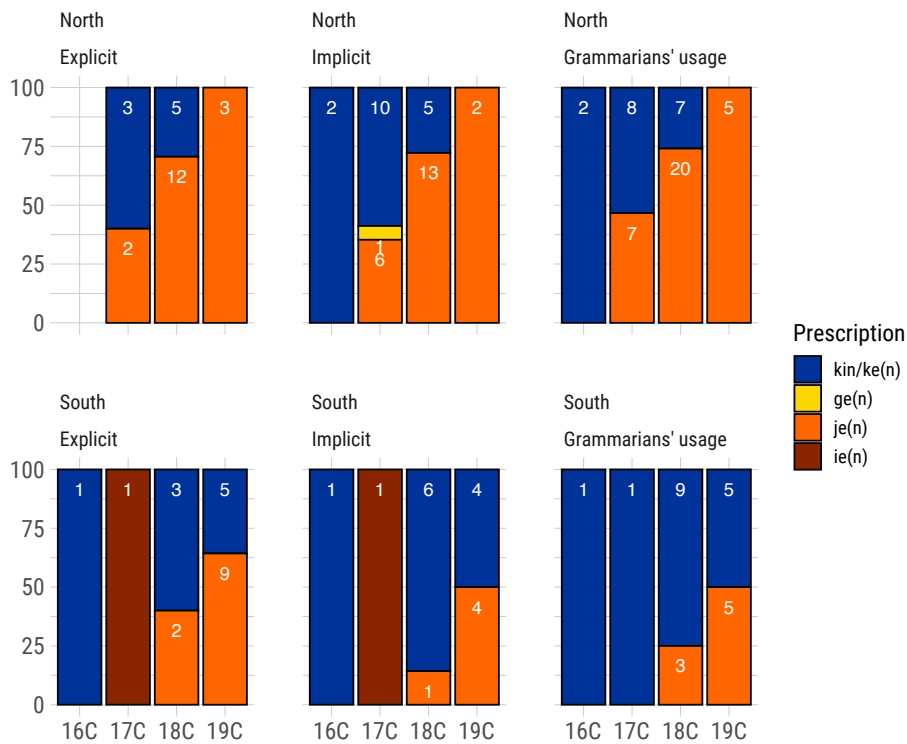 North North North
Explicit Implicit Grammarians' usage
100
3 5 3 2 10 5 2 2 8 7 5
75
12 13 20
50
2 1 7
6
25
0
Prescription
kin/ke(n)
ge(n)
je(n)
ie(n)
South South South
Explicit Implicit Grammarians' usage
100
1 1 3 5 1 1 6 4 1 1 9 5
75
9
50
2 4 5
25
1 3
0
16C 17C 18C 19C 16C 17C 18C 19C 16C 17C 18C 19C